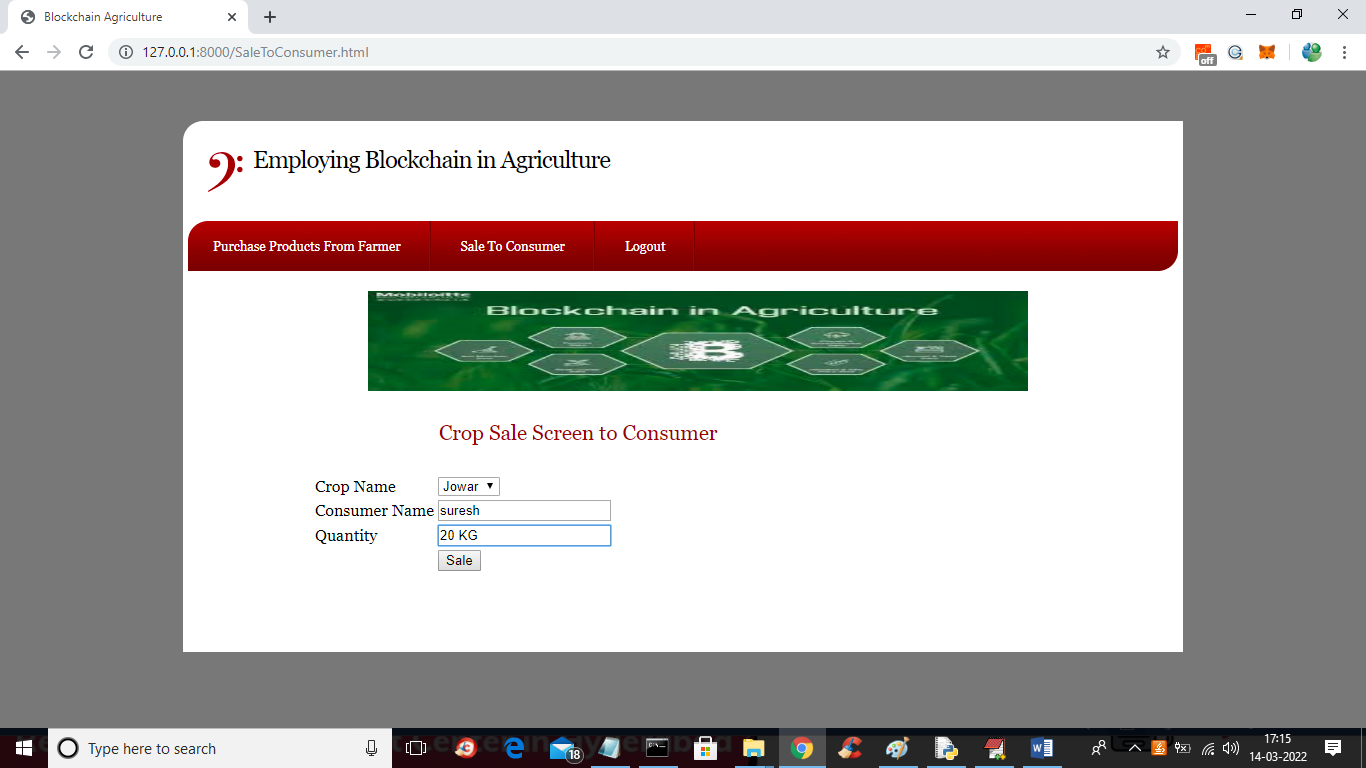 Blockchain Agriculture
127.0.0.1:8000/SaleToConsumer.html
off
Employing Blockchain in Agriculture
Purchase Products From Farmer Sale To Consumer Logout
Mobiloitte
Blockchain in Agriculture
Crop Sale Screen to Consumer
Crop Name Jowar
Consumer Name suresh
Quantity 20 KG
Sale
Type here to search
18
17:15
14-03-2022